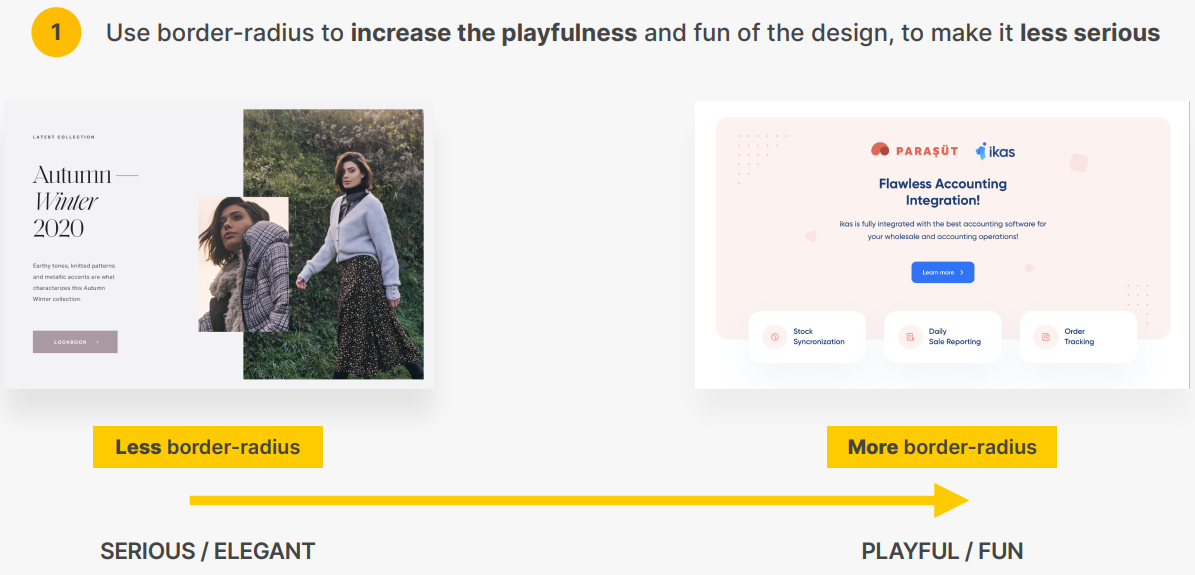 1
Use border-radius to increase the playfulness and fun of the design, to make it less serious
LATEST COLLECTION
Autumn —
Winter
2020
Earthy tones, knitted patterns
and metallic accents are what
characterizes this Autumn
Winter collection.
LOOKBOOK
PARAŞÜT ikas
Flawless Accounting
Integration!
ikas is fully integrated with the best accounting software for
your wholesale and accounting operations!
Learn more
Stock
Syncronization
Daily
Sale Reporting
Order
Tracking
Less border-radius
More border-radius
SERIOUS / ELEGANT
PLAYFUL / FUN